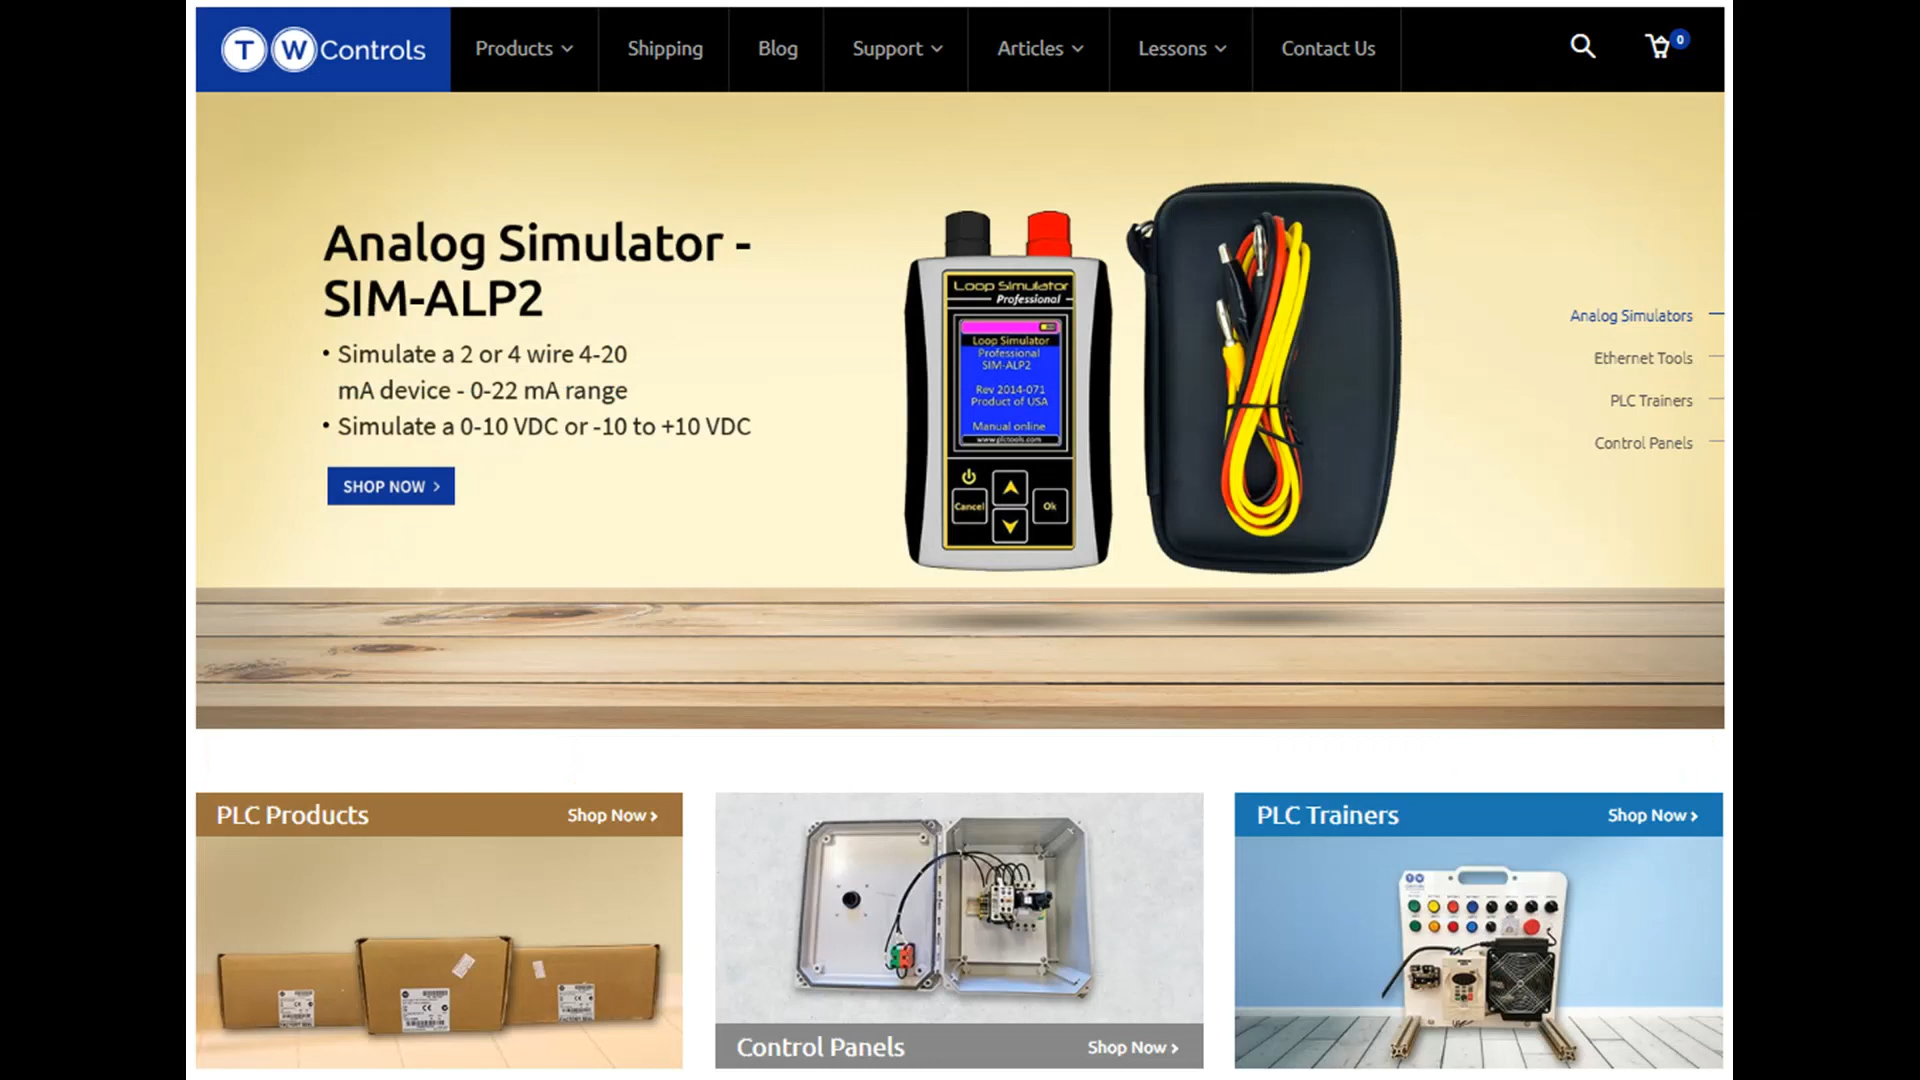 TW Controls
Products
Shipping
Blog
Support
Articles
Lessons
Contact Us
0
Analog Simulator -
SIM-ALP2
• Simulate a 2 or 4 wire 4-20
mA device - 0-22 mA range
• Simulate a 0-10 VDC or -10 to +10 VDC
SHOP NOW >
Loop Simulator
Professional
Loop Simulator
Professional
SIM-ALP2
Rev 2014-071
Product of USA
Manual online
www.plctools.com
Cancel
Ok
Analog Simulators
Ethernet Tools
PLC Trainers
Control Panels
PLC Products
Shop Now >
Control Panels
Shop Now >
PLC Trainers
Shop Now >